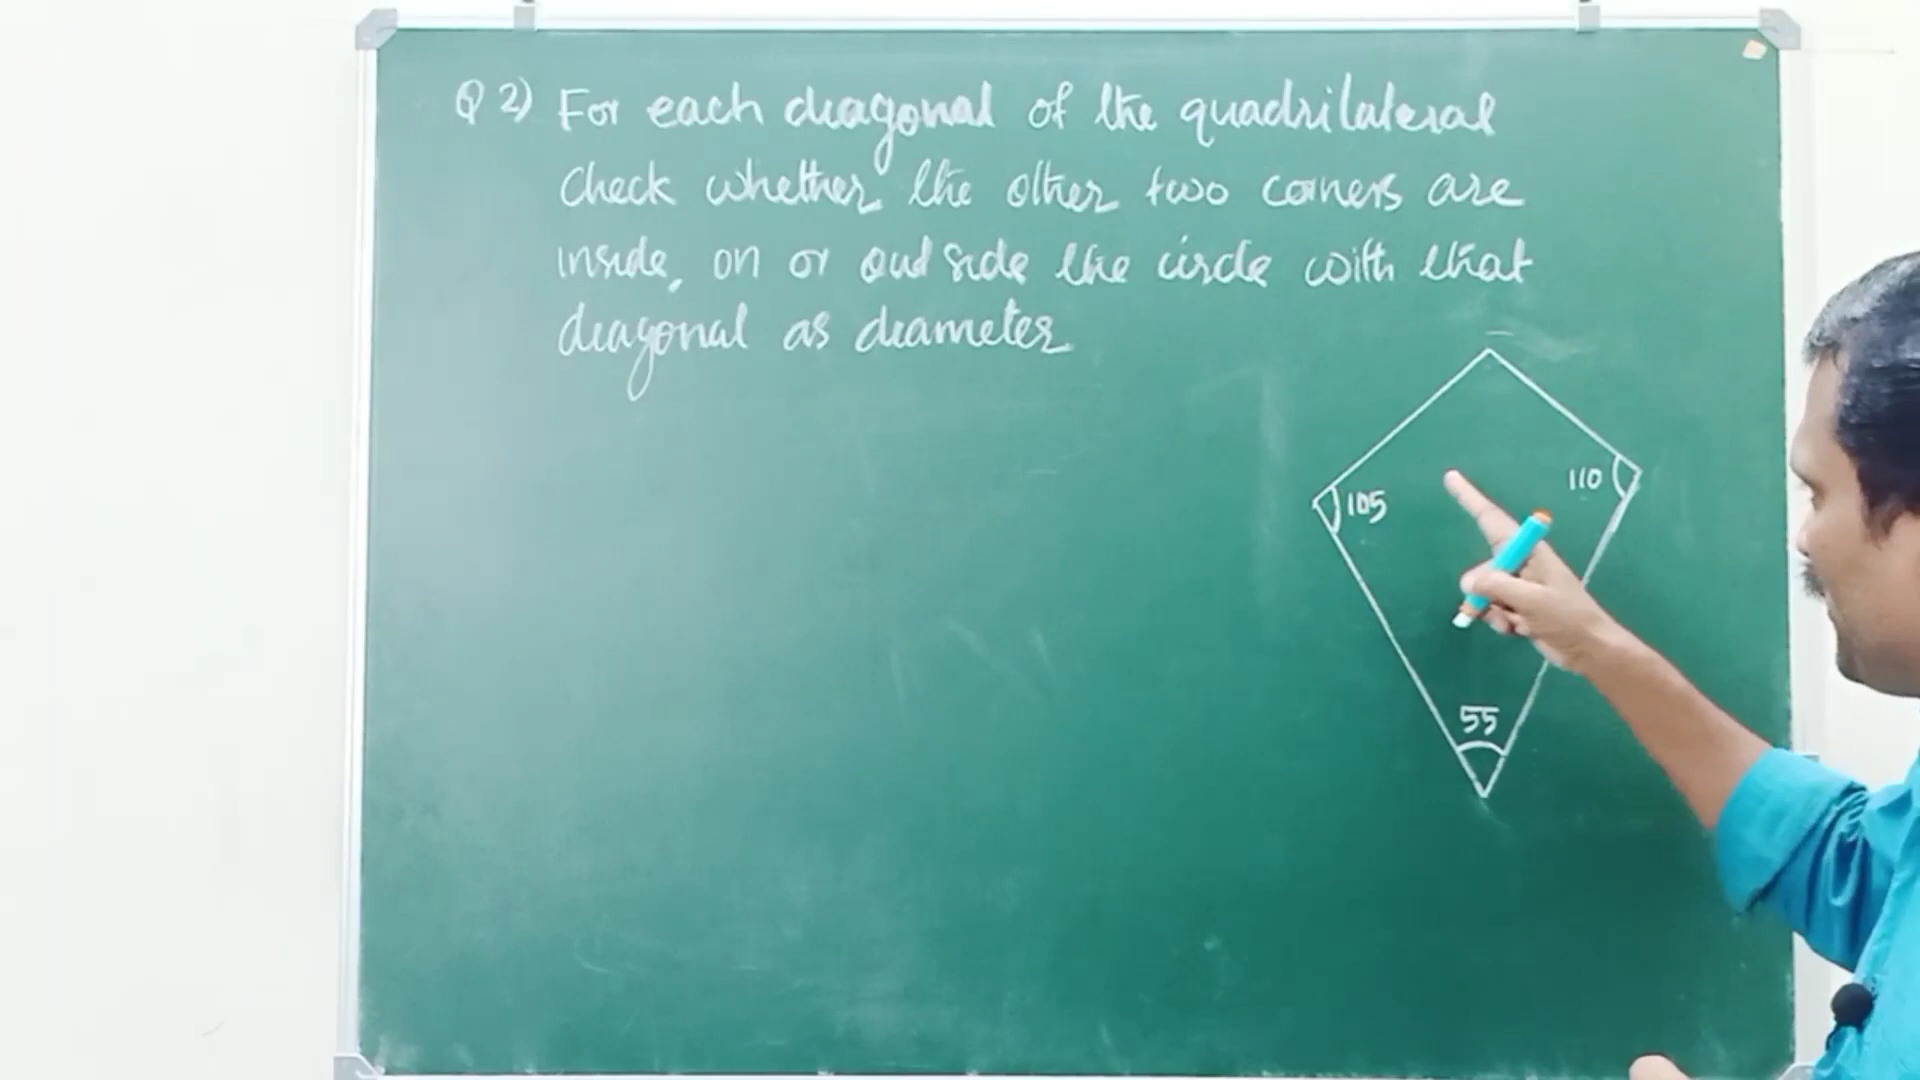 Q 2) For each diagonal of the quadrilateral
check whether the other two corners are
inside, on or outside the circle with that
diagonal as diameter
110
105
55